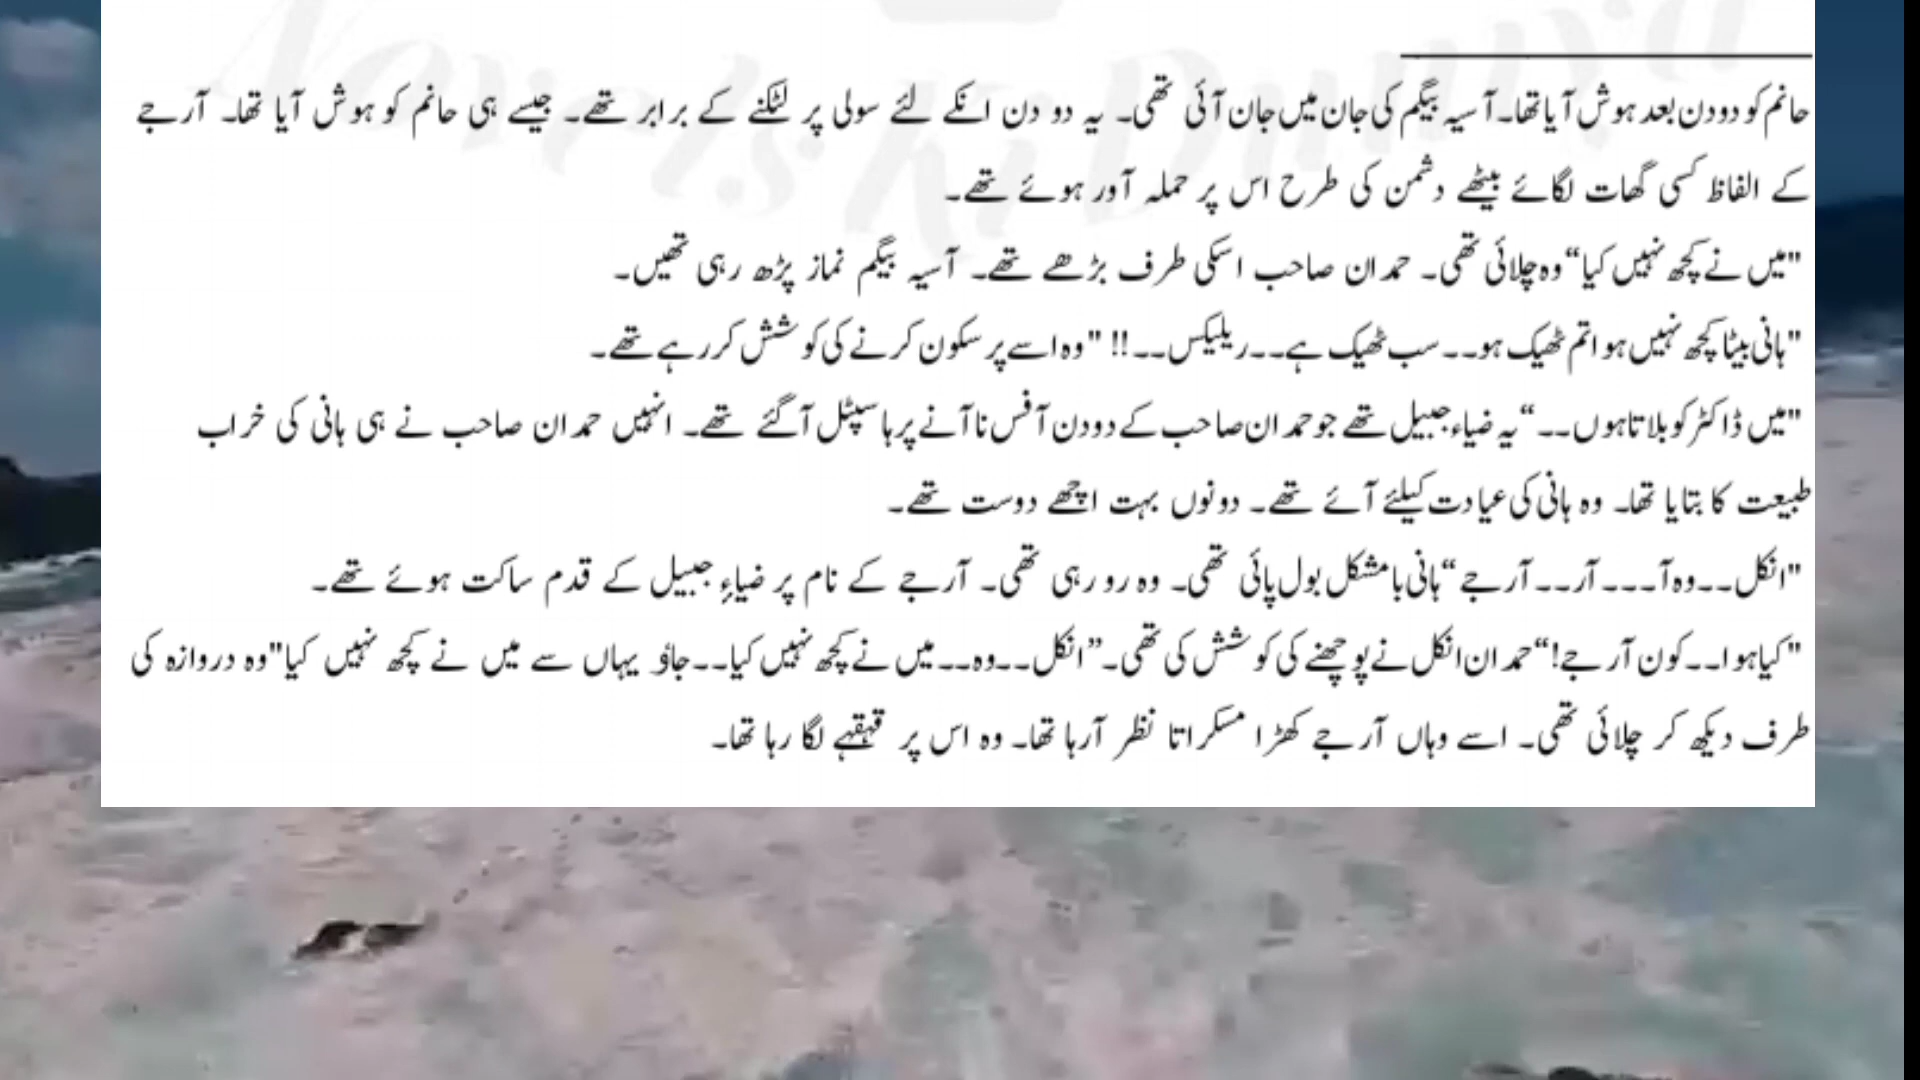 Novels Ki Duniya
حانم کو دو دن بعد ہوش آیا تھا۔ آسیہ بیگم کی جان میں جان آئی تھی۔ یہ دو دن انکے لئے سولی پر لٹکنے کے برابر تھے۔ جیسے ہی حانم کو ہوش آیا تھا۔ آرجے
کے الفاظ کسی گھات لگائے بیٹھے دشمن کی طرح اس پر حملہ آور ہوئے تھے۔
"میں نے کچھ نہیں کیا“ وہ چلائی تھی۔ حمدان صاحب اسکی طرف بڑھے تھے۔ آسیہ بیگم نماز پڑھ رہی تھیں۔
"ہانی بیٹا کچھ نہیں ہوا تم ٹھیک ہو۔۔سب ٹھیک ہے۔۔ریلیکس۔۔!! "وہ اسے پرسکون کرنے کی کوشش کر رہے تھے۔
"میں ڈاکٹر کو بلاتا ہوں۔۔“ یہ ضیاء جبیل تھے جو حمدان صاحب کے دو دن آفس نا آنے پر ہاسپٹل آگئے تھے۔ انہیں حمدان صاحب نے ہی ہانی کی خراب
طبیعت کا بتایا تھا۔ وہ ہانی کی عیادت کیلئے آئے تھے۔ دونوں بہت اچھے دوست تھے۔
"انکل۔۔وہ آ۔۔۔آر۔۔آرجے“ ہانی بامشکل بول پائی تھی۔ وہ رو رہی تھی۔ آرجے کے نام پر ضیاءِ جبیل کے قدم ساکت ہوئے تھے۔
"کیا ہوا۔۔کون آرجے!“ حمدان انکل نے پوچھنے کی کوشش کی تھی۔”انکل۔۔وہ۔۔میں نے کچھ نہیں کیا۔۔جاؤ یہاں سے میں نے کچھ نہیں کیا"وہ دروازہ کی
طرف دیکھ کر چلائی تھی۔ اسے وہاں آرجے کھڑا مسکراتا نظر آرہا تھا۔ وہ اس پر قہقہے لگا رہا تھا۔